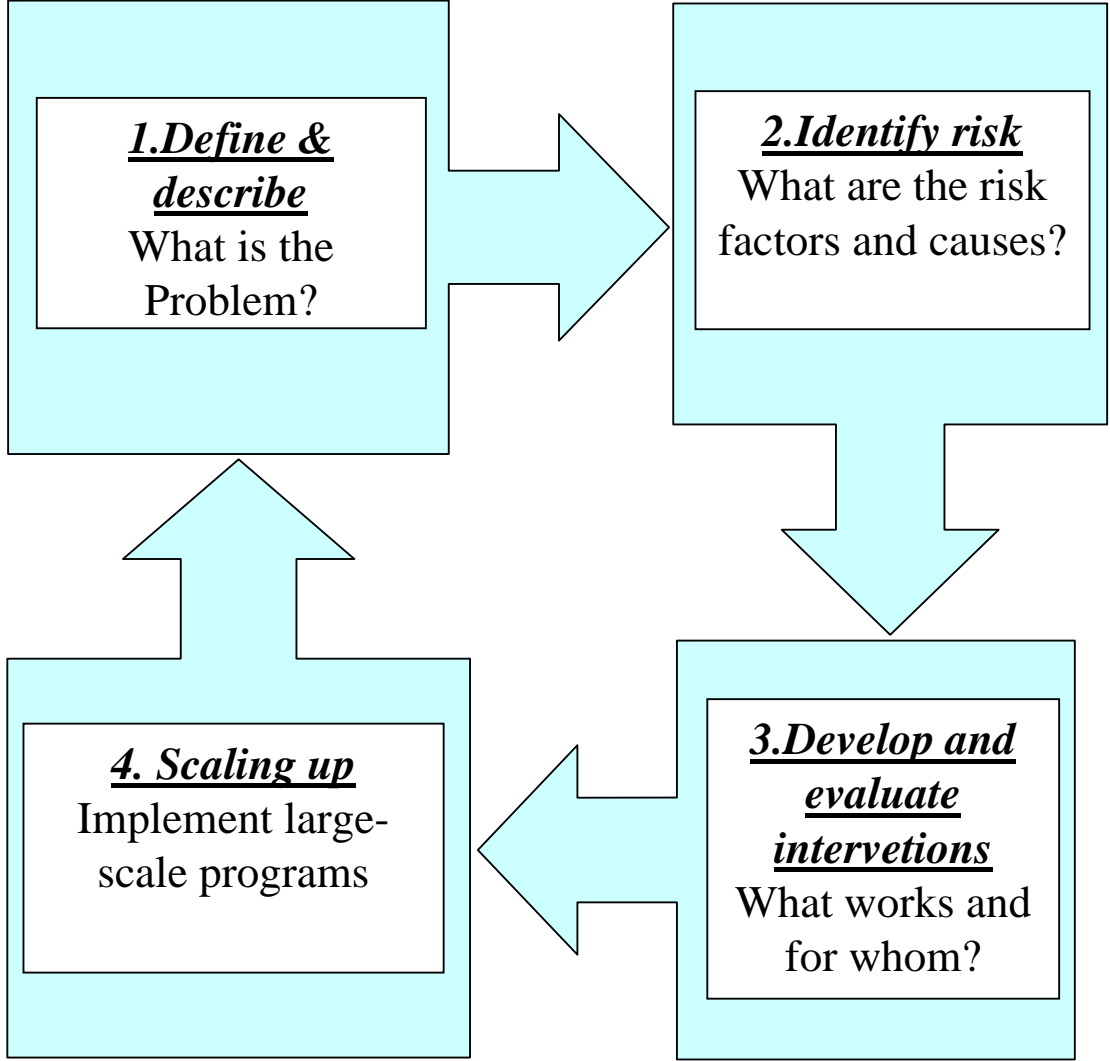 1.Define &
describe
What is the
Problem?
2.Identify risk
What are the risk
factors and causes?
3.Develop and
evaluate
intervetions
What works and
for whom?
4. Scaling up
Implement large-
scale programs